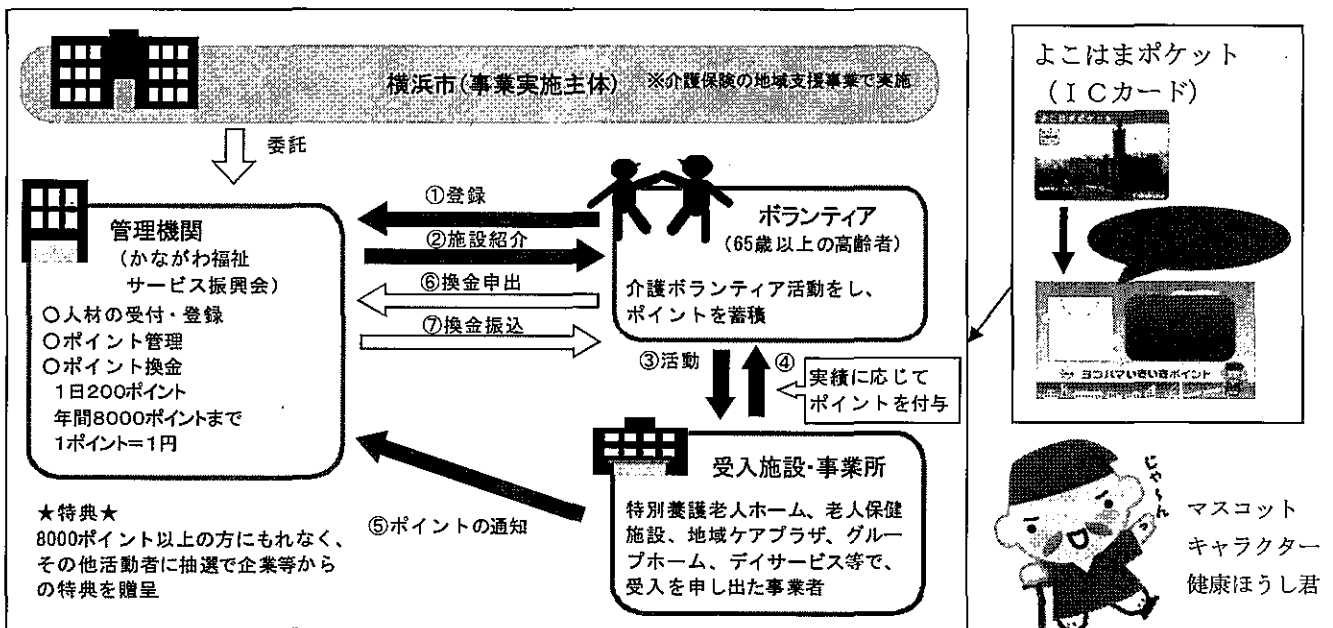 横浜市(事業実施主体) ※介護保険の地域支援事業で実施
委託
管理機関
(かながわ福祉
サービス振興会)
○人材の受付・登録
○ポイント管理
○ポイント換金
1日200ポイント
年間8000ポイントまで
1ポイント=1円
①登録
②施設紹介
⑥換金申出
⑦換金振込
ボランティア
(65歳以上の高齢者)
介護ボランティア活動をし、
ポイントを蓄積
③活動
④
実績に応じて
ポイントを付与
受入施設・事業所
特別養護老人ホーム、老人保健
施設、地域ケアプラザ、グルー
プホーム、デイサービス等で、
受入を申し出た事業者
⑤ポイントの通知
★特典★
8000ポイント以上の方にもれなく、
その他活動者に抽選で企業等から
の特典を贈呈
よこはまポケット
(ICカード)
ヨコハマいきいきポイント
じゃ~ん
マスコット
キャラクター
健康ほうし君